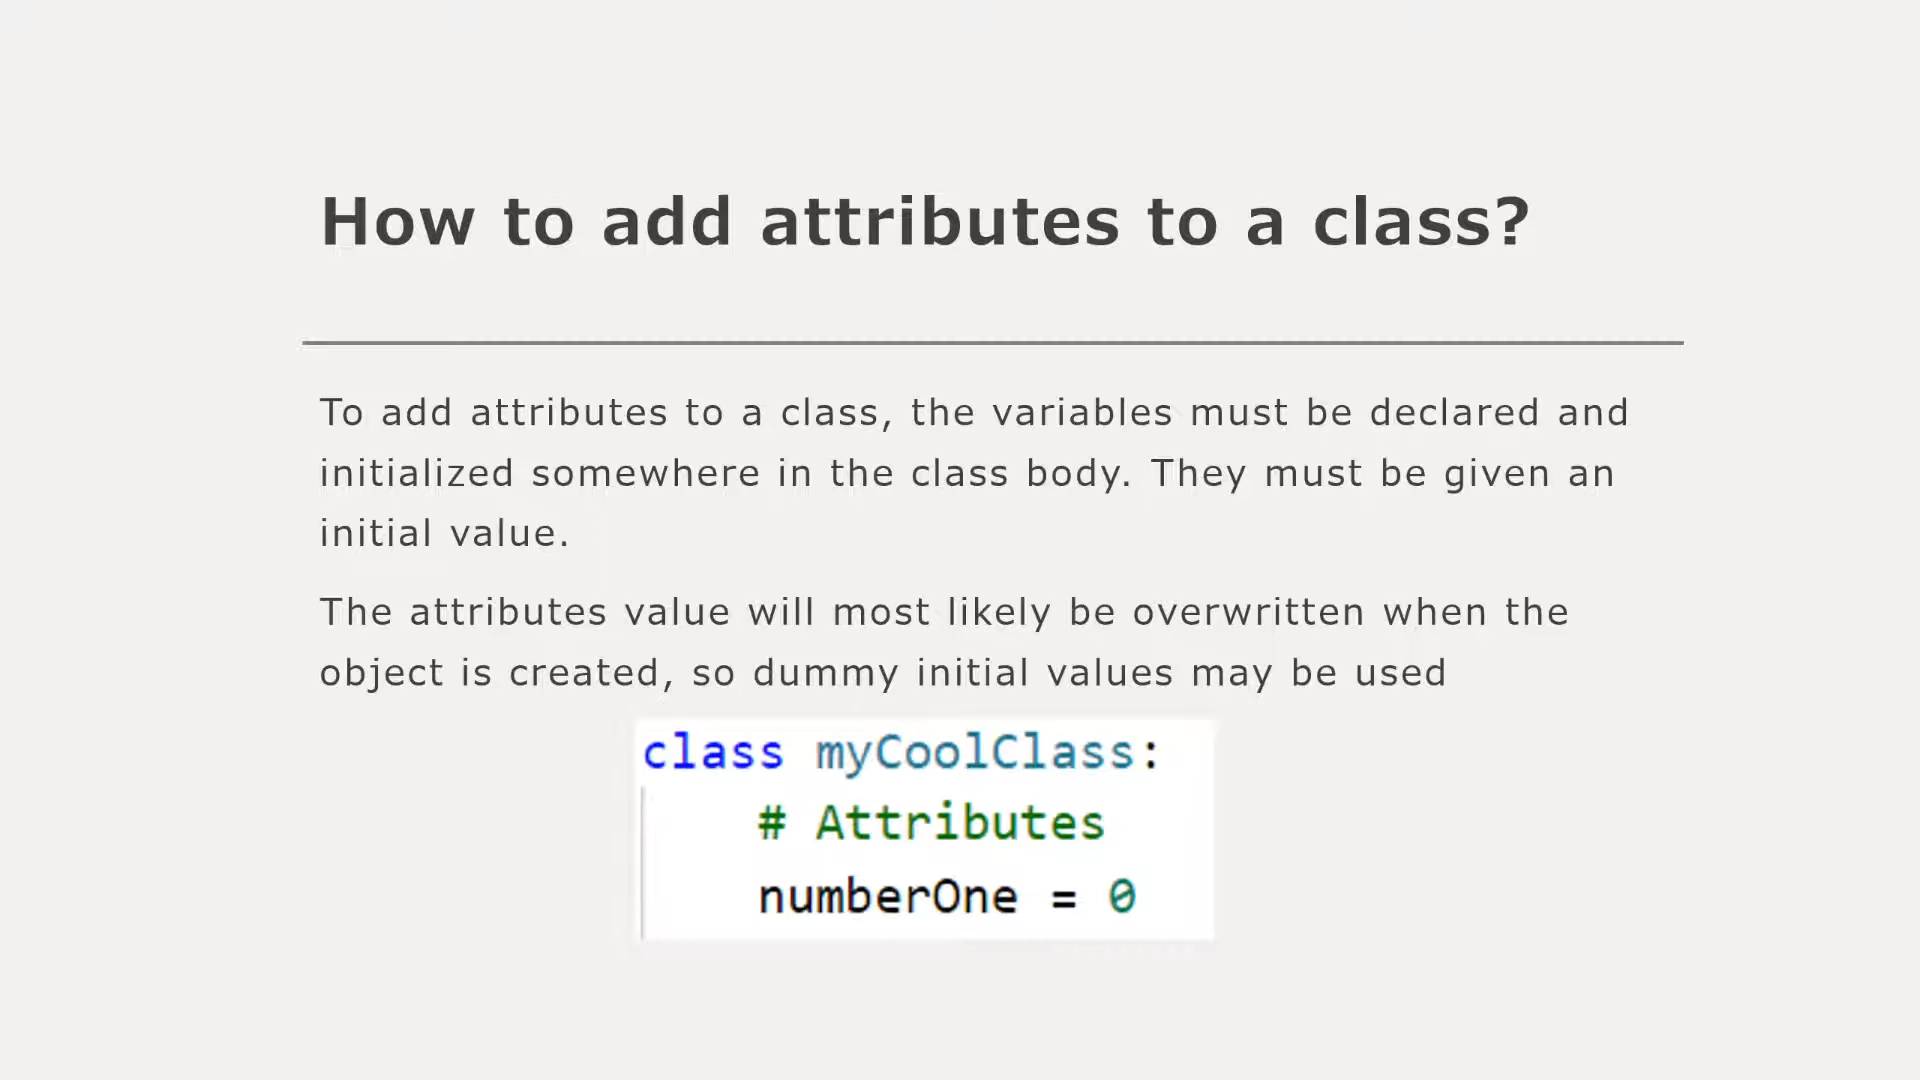 How to add attributes to a class?
To add attributes to a class, the variables must be declared and
initialized somewhere in the class body. They must be given an
initial value.
The attributes value will most likely be overwritten when the
object is created, so dummy initial values may be used
class myCoolClass:
# Attributes
numberOne = 0